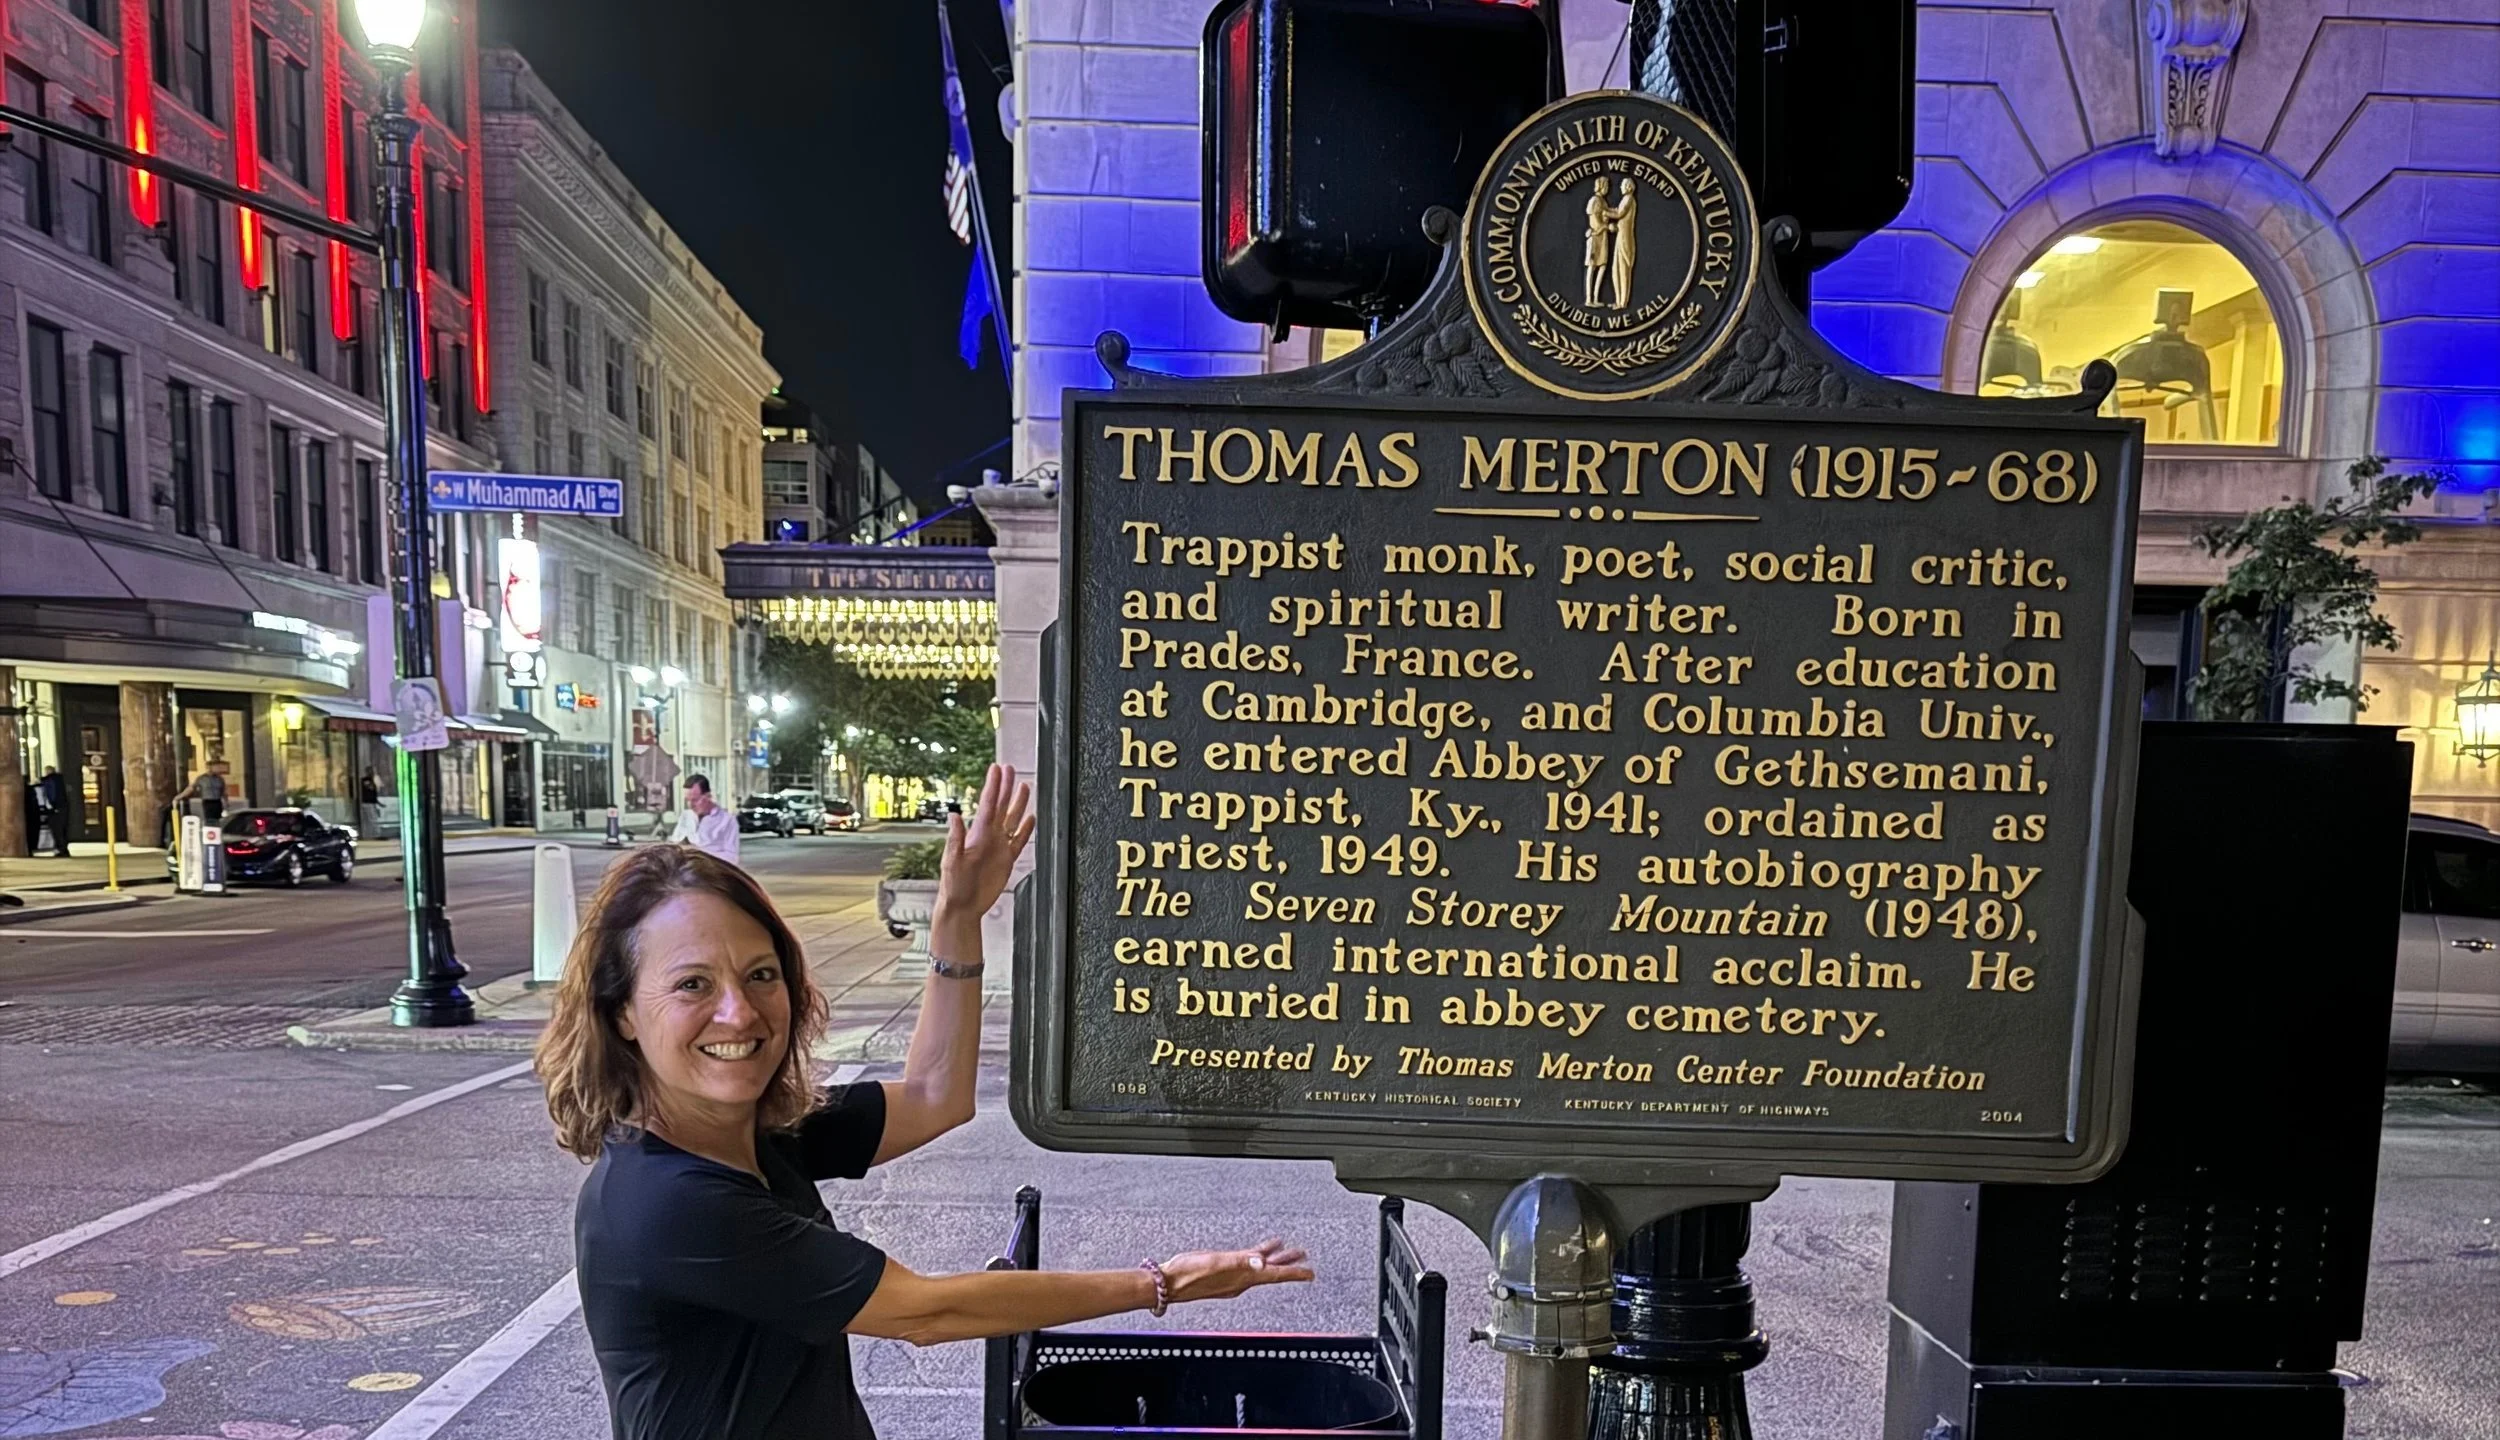 COMMONWEALTH OF KENTUCKY
UNITED WE STAND
DIVIDED WE FALL
THOMAS MERTON (1915-68)
Trappist monk, poet, social critic,
and spiritual writer. Born in
Prades, France. After education
at Cambridge, and Columbia Univ.,
he entered Abbey of Gethsemani,
Trappist, Ky., 1941; ordained as
priest, 1949. His autobiography
The Seven Storey Mountain (1948),
earned international acclaim. He
is buried in abbey cemetery.
Presented by Thomas Merton Center Foundation
1998 KENTUCKY HISTORICAL SOCIETY KENTUCKY DEPARTMENT OF HIGHWAYS 2004
W Muhammad Ali Blvd
400
THE SEELBAC